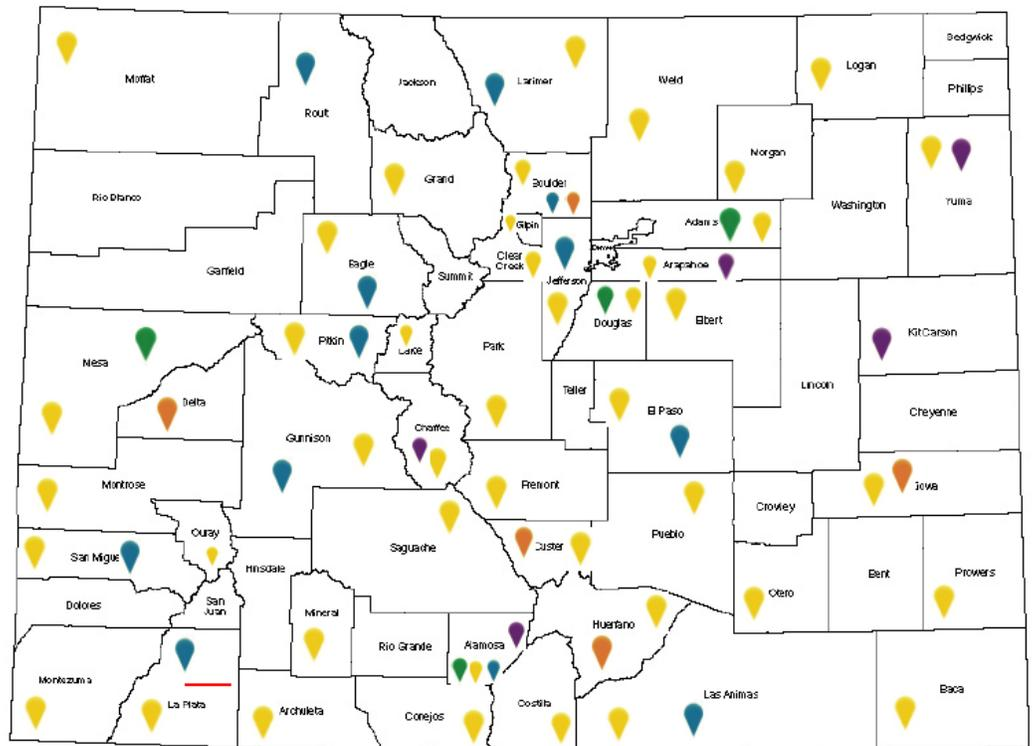 Sedgwick
Moffat
Jackson
Larimer
Weld
Logan
Phillips
Routt
Grand
Boulder
Morgan
Rio Blanco
Washington
Yuma
Gilpin
Adams
Clear
Creek
Arapahoe
Garfield
Eagle
Summit
Jefferson
Douglas
Elbert
Kit Carson
Mesa
Pitkin
Lake
Park
Lincoln
Delta
Teller
El Paso
Cheyenne
Gunnison
Chaffee
Montrose
Fremont
Crowley
Kiowa
Ouray
San Migue
Hinsdale
Saguache
Custer
Pueblo
Bent
Prowers
Otero
Dolores
San
Juan
Mineral
Rio Grande
Alamosa
Huerfano
Montezuma
La Plata
Archuleta
Conejos
Costilla
Las Animas
Baca